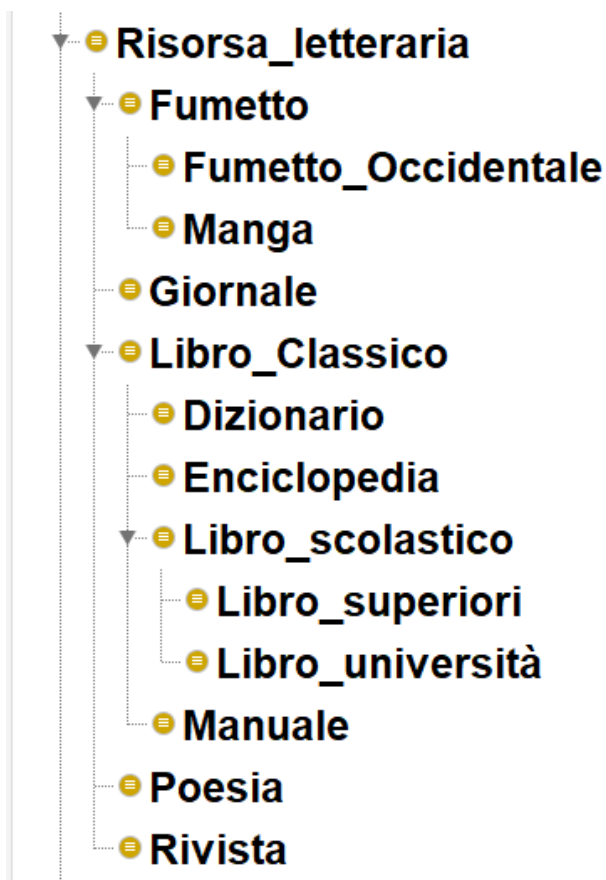 Risorsa_letteraria
Fumetto
Fumetto_Occidentale
Manga
Giornale
Libro_Classico
Dizionario
Enciclopedia
Libro_scolastico
Libro_superiori
Libro_università
Manuale
Poesia
Rivista